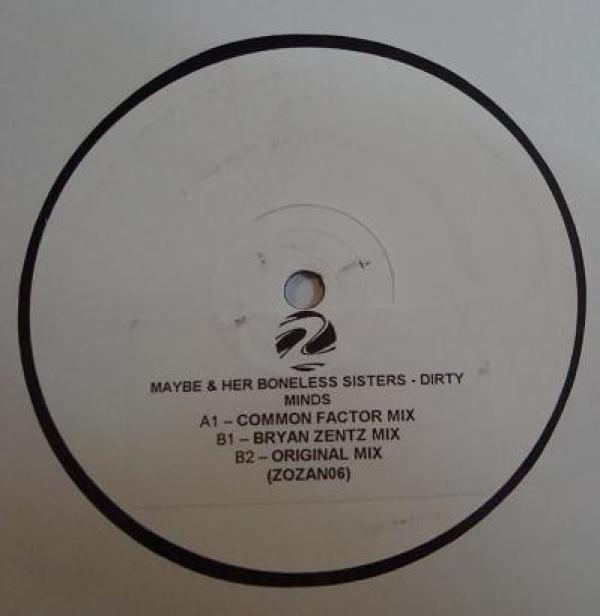 MAYBE & HER BONELESS SISTERS - DIRTY
MINDS
A1 – COMMON FACTOR MIX
B1 – BRYAN ZENTZ MIX
B2 – ORIGINAL MIX
(ZOZAN06)